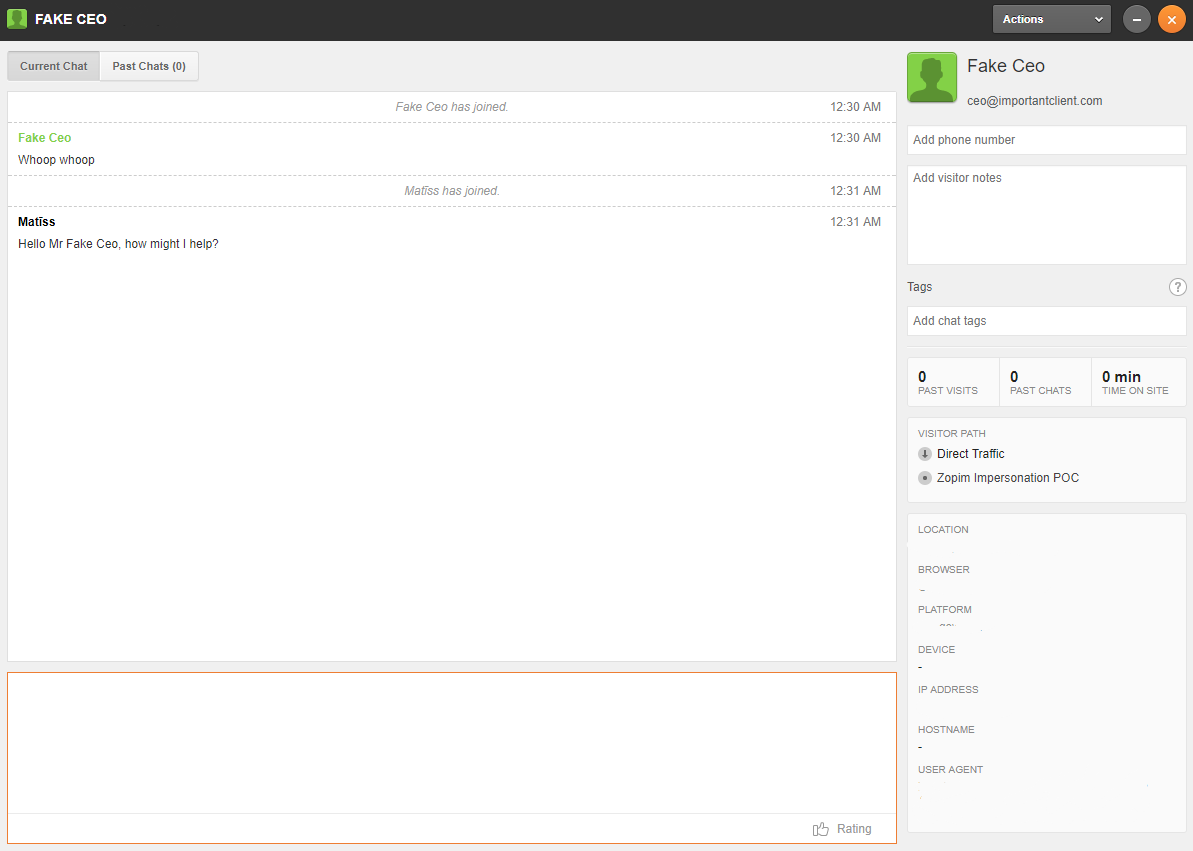 FAKE CEO
Actions
Current Chat
Past Chats (0)
Fake Ceo has joined. 12:30 AM
Fake Ceo 12:30 AM
Whoop whoop
Matīss has joined. 12:31 AM
Matīss 12:31 AM
Hello Mr Fake Ceo, how might I help?
Rating
Fake Ceo
ceo@importantclient.com
Add phone number
Add visitor notes
Tags ?
Add chat tags
0 0 0 min
PAST VISITS PAST CHATS TIME ON SITE
VISITOR PATH
Direct Traffic
Zopim Impersonation POC
LOCATION
BROWSER
PLATFORM
DEVICE
-
IP ADDRESS
HOSTNAME
-
USER AGENT